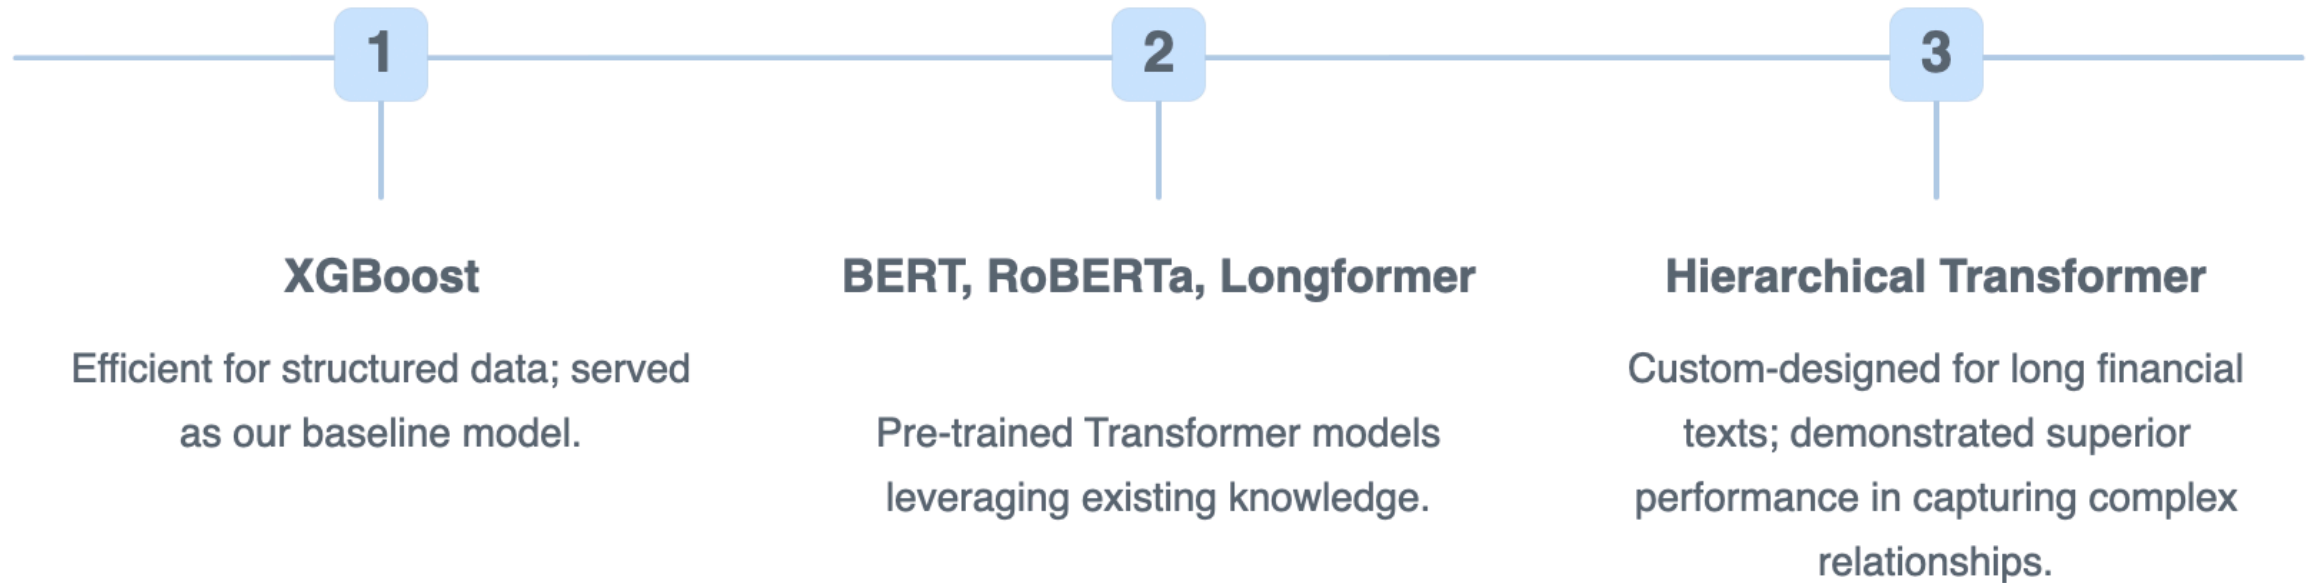 1
XGBoost
Efficient for structured data; served
as our baseline model.
2
BERT, RoBERTa, Longformer
Pre-trained Transformer models
leveraging existing knowledge.
3
Hierarchical Transformer
Custom-designed for long financial
texts; demonstrated superior
performance in capturing complex
relationships.